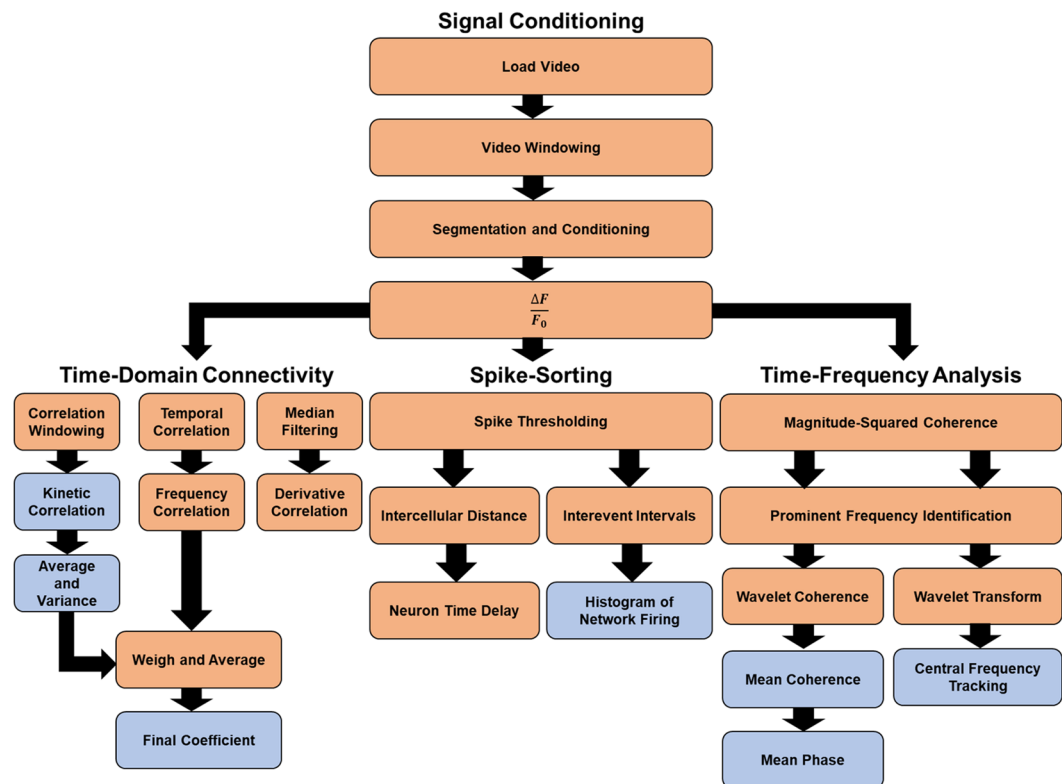 Signal Conditioning
Load Video
Video Windowing
Segmentation and Conditioning
ΔF
F₀
Time-Domain Connectivity
Correlation
Windowing
Temporal
Correlation
Median
Filtering
Kinetic
Correlation
Frequency
Correlation
Derivative
Correlation
Average
and
Variance
Weigh and Average
Final Coefficient
Spike-Sorting
Spike Thresholding
Intercellular Distance
Interevent Intervals
Neuron Time Delay
Histogram of
Network Firing
Time-Frequency Analysis
Magnitude-Squared Coherence
Prominent Frequency Identification
Wavelet Coherence
Wavelet Transform
Mean Coherence
Central Frequency
Tracking
Mean Phase